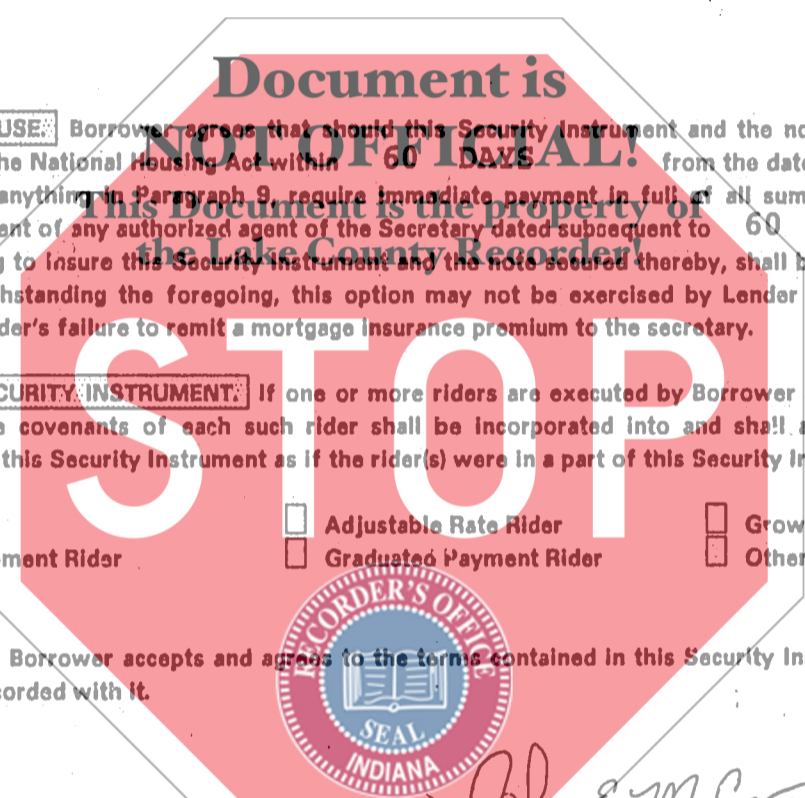 Document is
USE. Borrower agrees that should this Security Instrument and the no
NOT OFFICIAL!
he National Housing Act within 60 DAYS from the date
anything in Paragraph 9, require immediate payment in full of all sum
This Document is the property of
ent of any authorized agent of the Secretary dated subsequent to 60
the Lake County Recorder!
g to insure this Security Instrument and the note secured thereby, shall b
hstanding the foregoing, this option may not be exercised by Lender
der's failure to remit a mortgage insurance premium to the secretary.
STOP
CURITY INSTRUMENT. If one or more riders are executed by Borrower
e covenants of each such rider shall be incorporated into and shall a
this Security Instrument as if the rider(s) were in a part of this Security In
Adjustable Rate Rider Grow
ment Rider Graduated Payment Rider Other
RECORDER'S OFFICE
Borrower accepts and agrees to the terms contained in this Security In
corded with it.
SEAL
INDIANA